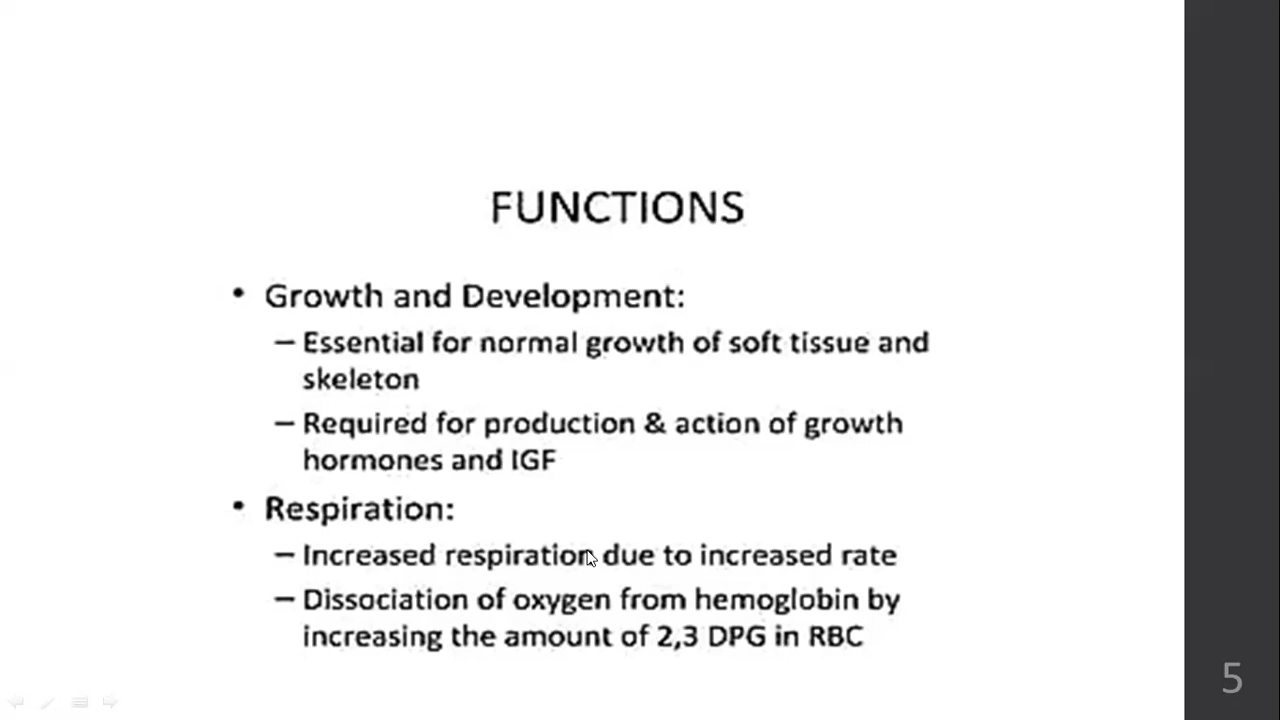 FUNCTIONS
• Growth and Development:
– Essential for normal growth of soft tissue and
skeleton
– Required for production & action of growth
hormones and IGF
• Respiration:
– Increased respiration due to increased rate
– Dissociation of oxygen from hemoglobin by
increasing the amount of 2,3 DPG in RBC
5